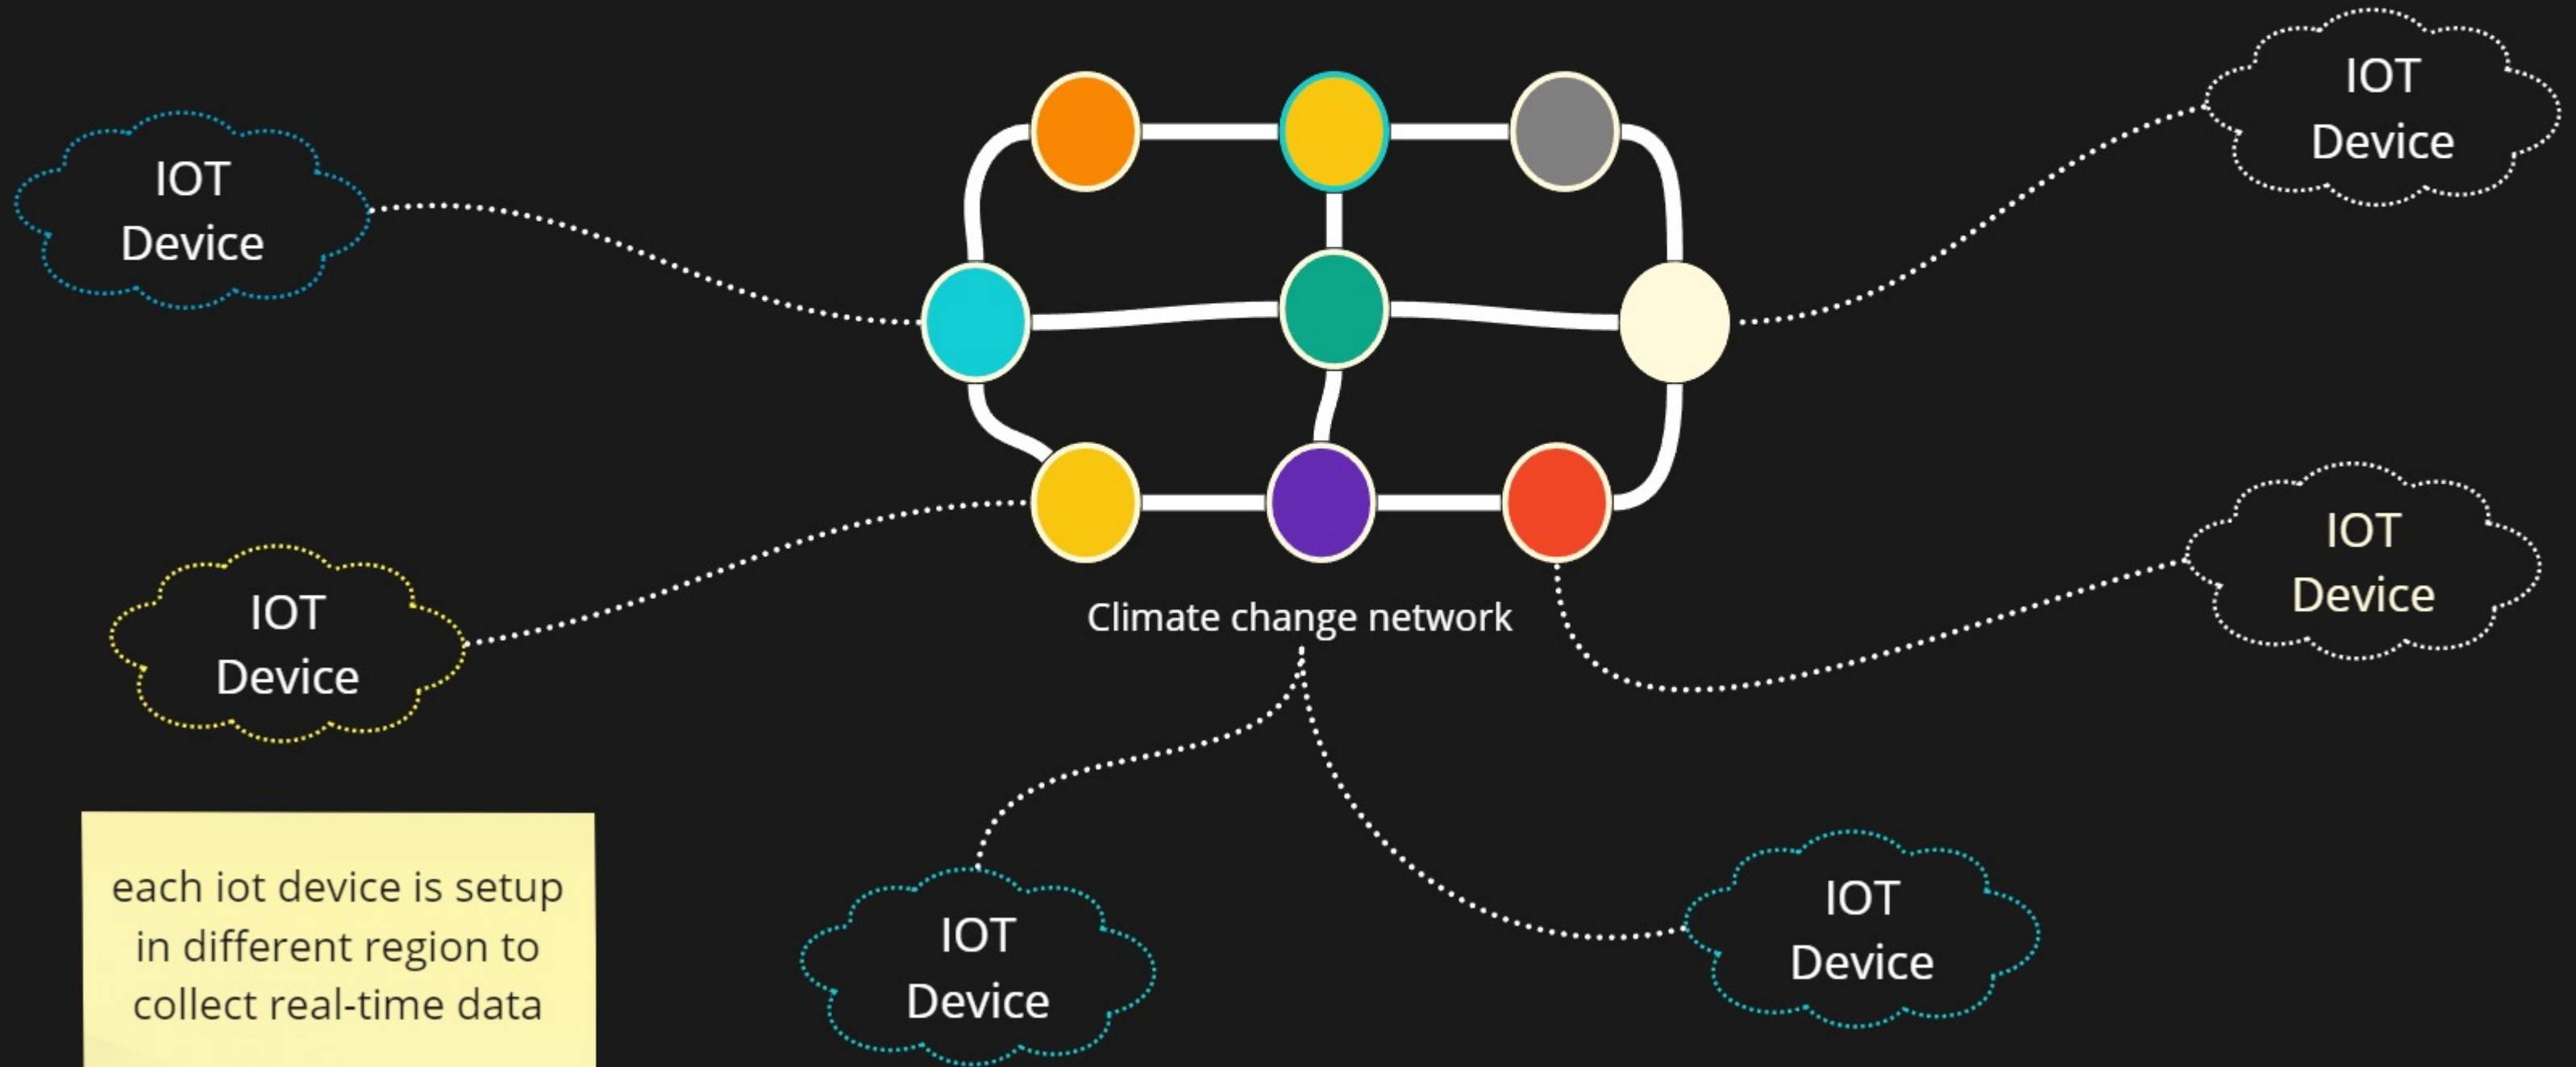 IOT
Device
IOT
Device
IOT
Device
IOT
Device
Climate change network
IOT
Device
IOT
Device
each iot device is setup
in different region to
collect real-time data